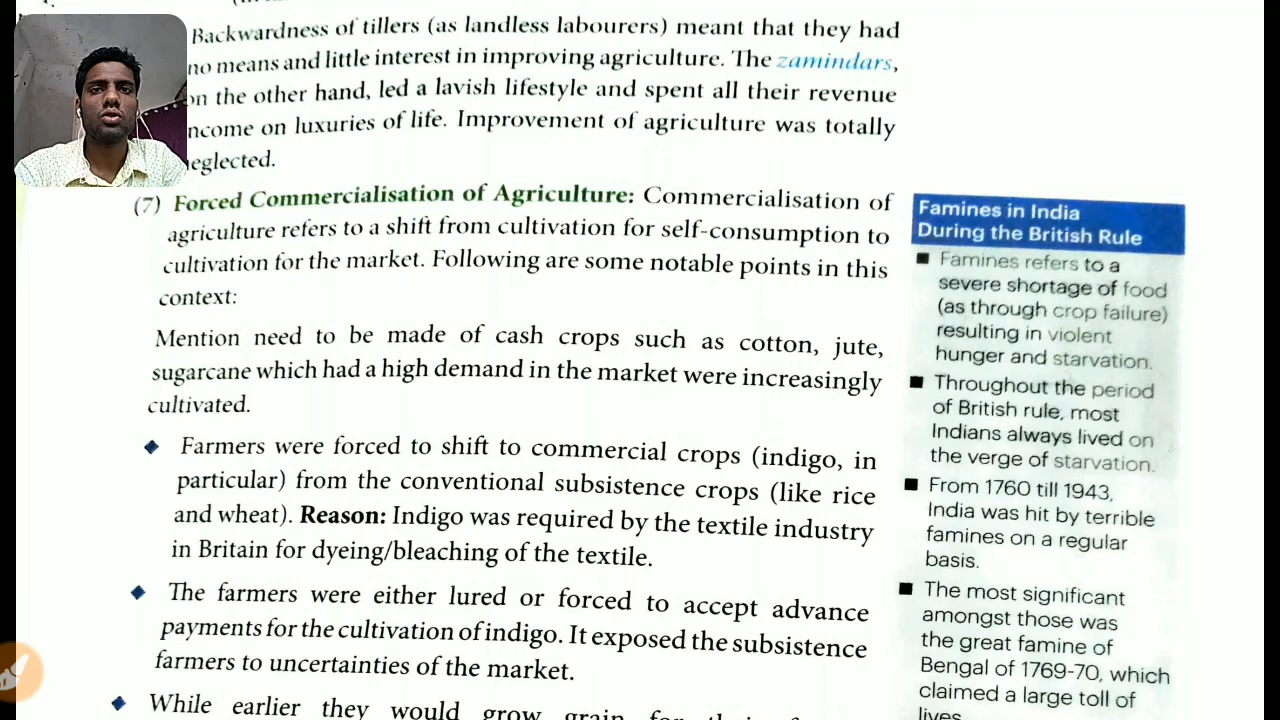 Backwardness of tillers (as landless labourers) meant that they had
no means and little interest in improving agriculture. The zamindars,
on the other hand, led a lavish lifestyle and spent all their revenue
ncome on luxuries of life. Improvement of agriculture was totally
neglected.
(7) Forced Commercialisation of Agriculture: Commercialisation of
agriculture refers to a shift from cultivation for self-consumption to
cultivation for the market. Following are some notable points in this
context:
Mention need to be made of cash crops such as cotton, jute,
sugarcane which had a high demand in the market were increasingly
cultivated.
Farmers were forced to shift to commercial crops (indigo, in
particular) from the conventional subsistence crops (like rice
and wheat). Reason: Indigo was required by the textile industry
in Britain for dyeing/bleaching of the textile.
The farmers were either lured or forced to accept advance
payments for the cultivation of indigo. It exposed the subsistence
farmers to uncertainties of the market.
While earlier they would grow grain for their
Famines in India
During the British Rule
Famines refers to a
severe shortage of food
(as through crop failure)
resulting in violent
hunger and starvation.
Throughout the period
of British rule, most
Indians always lived on
the verge of starvation.
From 1760 till 1943,
India was hit by terrible
famines on a regular
basis.
The most significant
amongst those was
the great famine of
Bengal of 1769-70, which
claimed a large toll of
lives